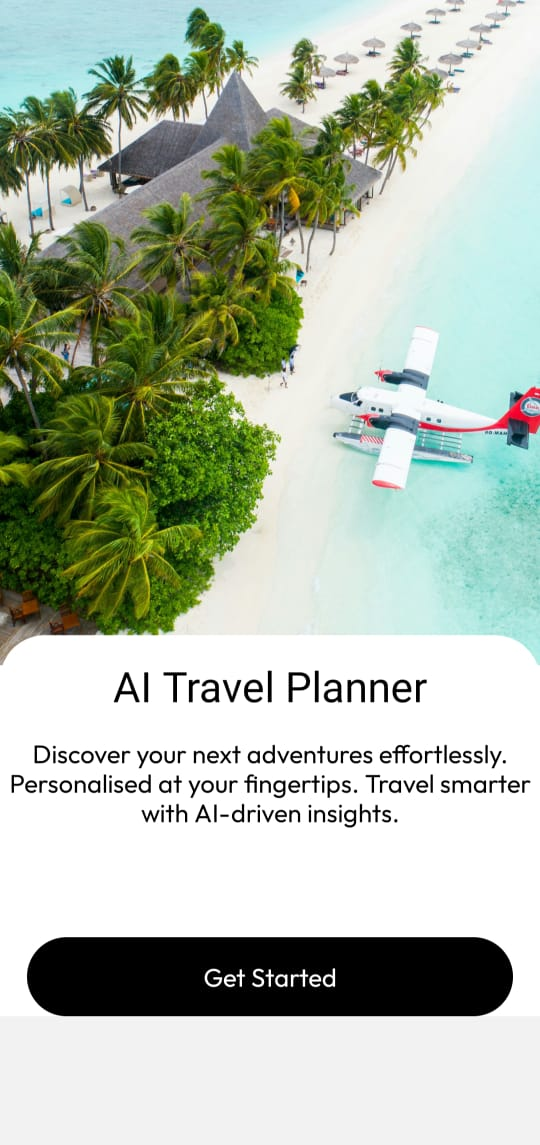 AI Travel Planner
Discover your next adventures effortlessly.
Personalised at your fingertips. Travel smarter
with AI-driven insights.
Get Started